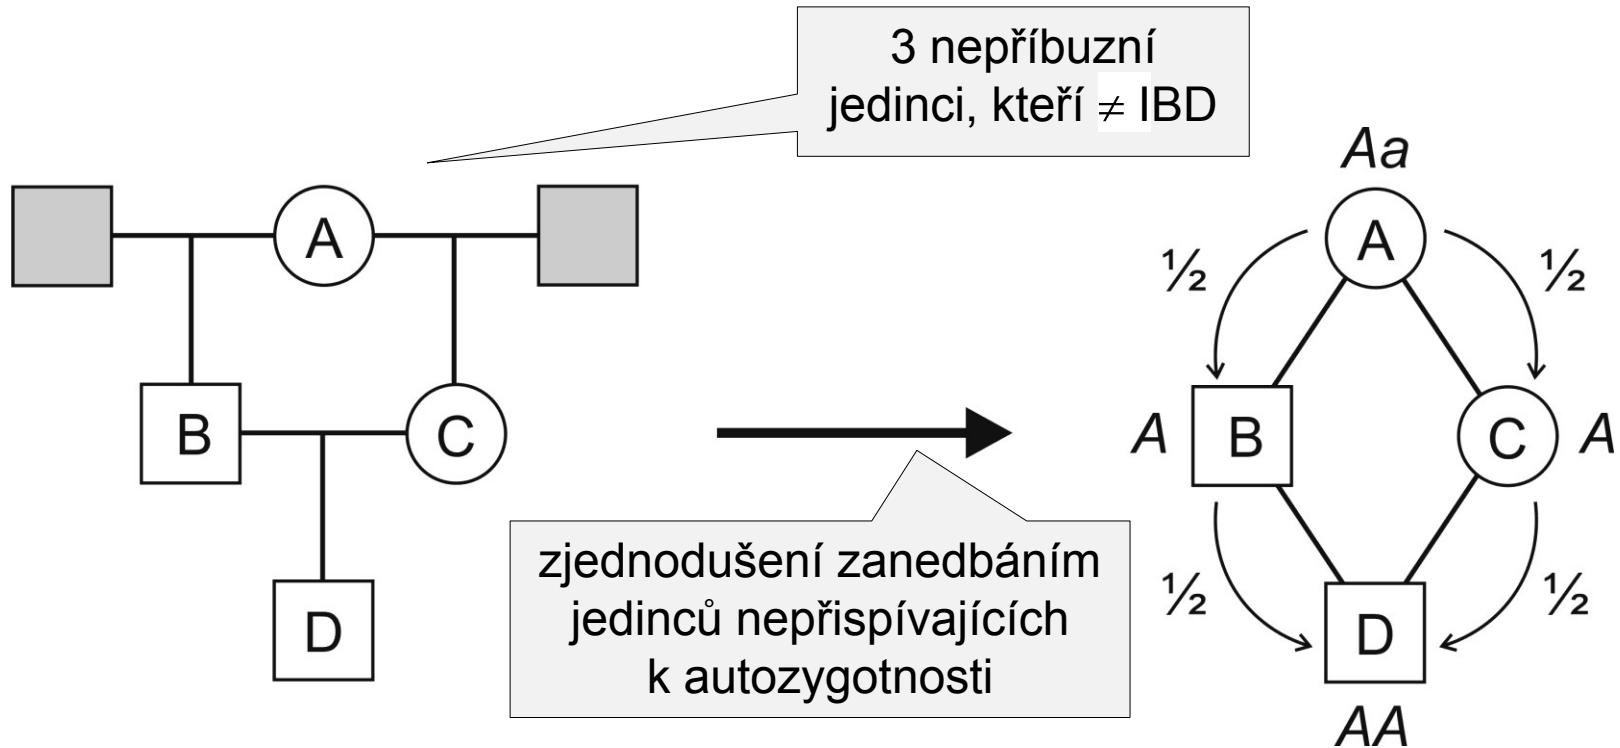 3 nepříbuzní
jedinci, kteří ≠ IBD
A
B
C
D
zjednodušení zanedbáním
jedinců nepřispívajících
k autozygotnosti
Aa
A
½
½
A
B
C
A
½
½
D
AA